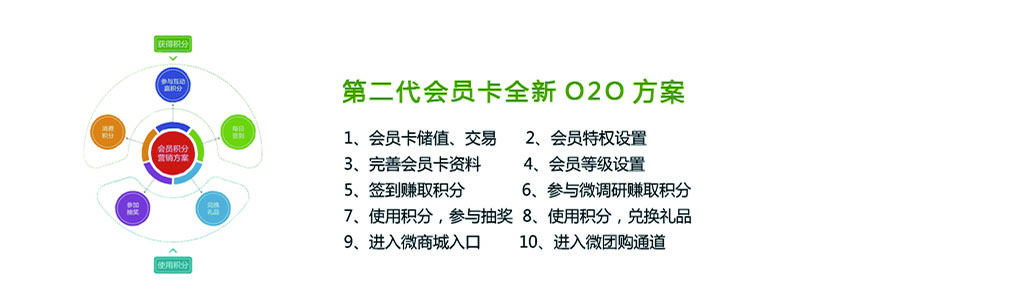 获得积分
参与互动
赢积分
消费
积分
每日
签到
会员积分
营销方案
参加
抽奖
兑换
礼品
使用积分
第二代会员卡全新 O2O 方案
1、会员卡储值、交易 2、会员特权设置
3、完善会员卡资料 4、会员等级设置
5、签到赚取积分 6、参与微调研赚取积分
7、使用积分，参与抽奖 8、使用积分，兑换礼品
9、进入微商城入口 10、进入微团购通道